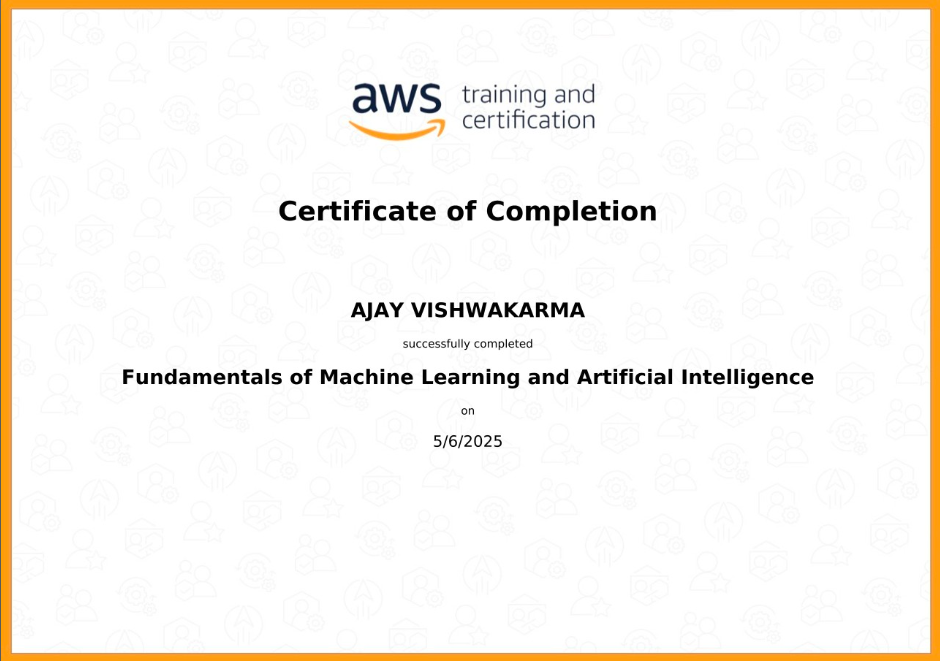 aws training and
certification
Certificate of Completion
AJAY VISHWAKARMA
successfully completed
Fundamentals of Machine Learning and Artificial Intelligence
on
5/6/2025